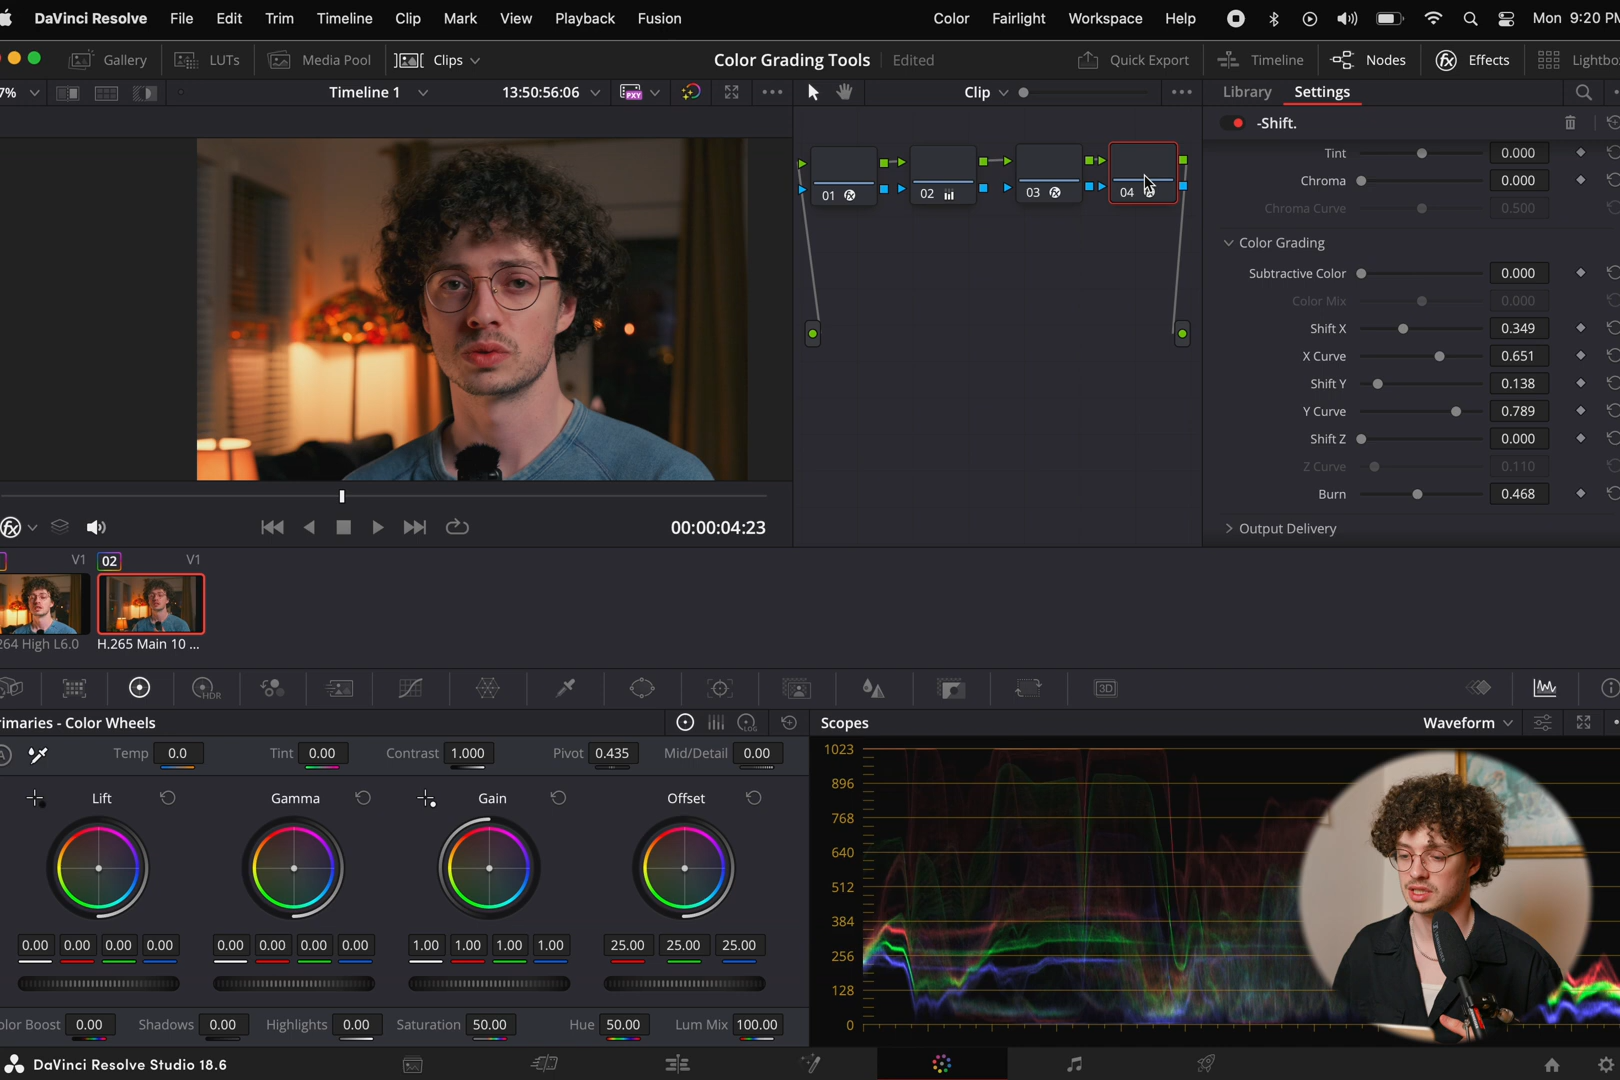 DaVinci Resolve File Edit Trim Timeline Clip Mark View Playback Fusion Color Fairlight Workspace Help Mon 9:20 PM
Gallery LUTs Media Pool Clips Color Grading Tools Edited Quick Export Timeline Nodes Effects Lightbo
7% Timeline 1 13:50:56:06 PXY Clip Library Settings
-Shift.
Tint 0.000
Chroma 0.000
Chroma Curve 0.500
Color Grading
Subtractive Color 0.000
Color Mix 0.000
Shift X 0.349
X Curve 0.651
Shift Y 0.138
Y Curve 0.789
Shift Z 0.000
Z Curve 0.110
Burn 0.468
Output Delivery
01 02 03 04
00:00:04:23
V1 02 V1
264 High L6.0 H.265 Main 10 ...
HDR 3D
rimaries - Color Wheels
LOG
Temp 0.0 Tint 0.00 Contrast 1.000 Pivot 0.435 Mid/Detail 0.00
Lift Gamma Gain Offset
0.00 0.00 0.00 0.00 0.00 0.00 0.00 0.00 1.00 1.00 1.00 1.00 25.00 25.00 25.00
olor Boost 0.00 Shadows 0.00 Highlights 0.00 Saturation 50.00 Hue 50.00 Lum Mix 100.00
Scopes Waveform
1023
896
768
640
512
384
256
128
0
DaVinci Resolve Studio 18.6